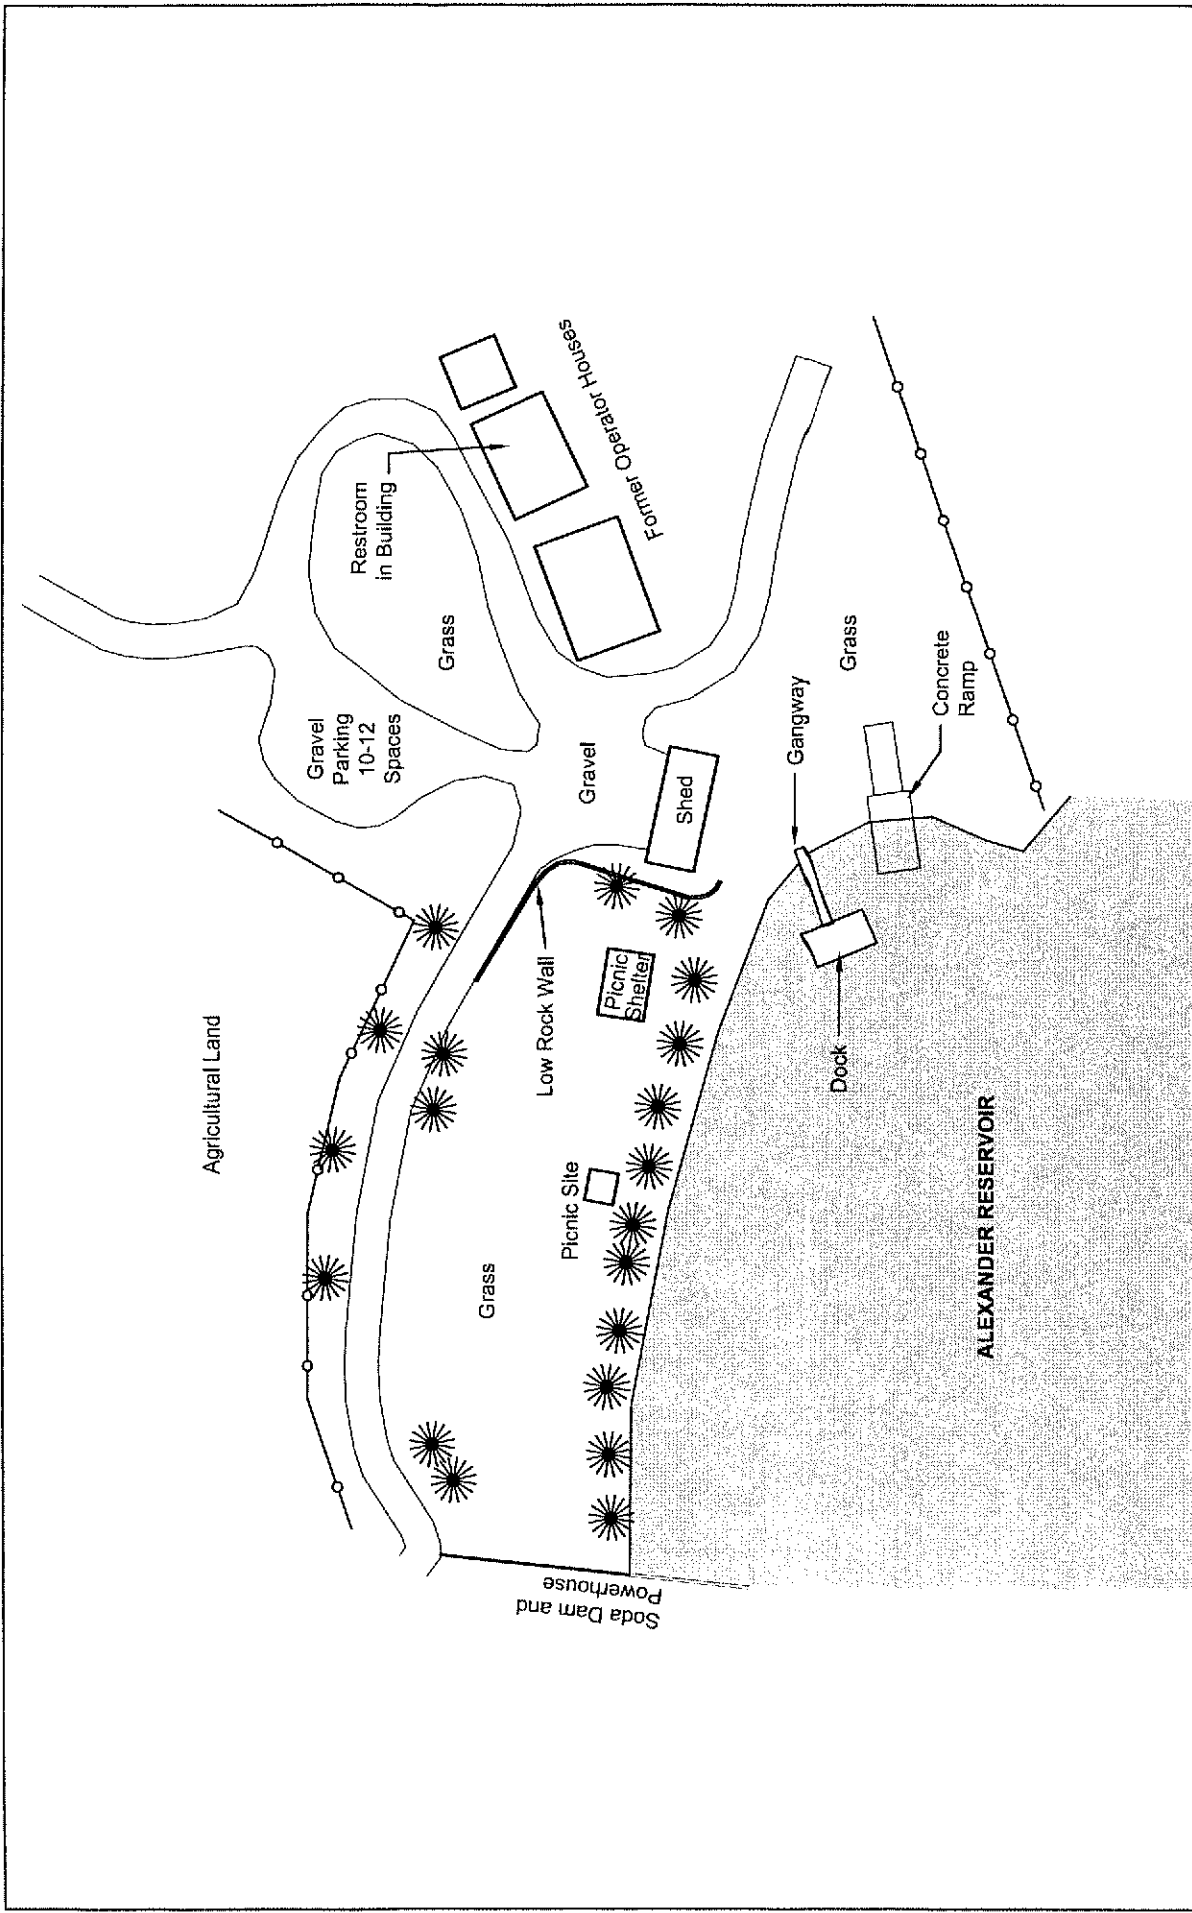 Agricultural Land
Gravel
Parking
10-12
Spaces
Restroom
in Building
Grass
Former Operator Houses
Gravel
Shed
Low Rock Wall
Picnic
Shelter
Picnic Site
Grass
Soda Dam and
Powerhouse
Gangway
Grass
Concrete
Ramp
Dock
ALEXANDER RESERVOIR